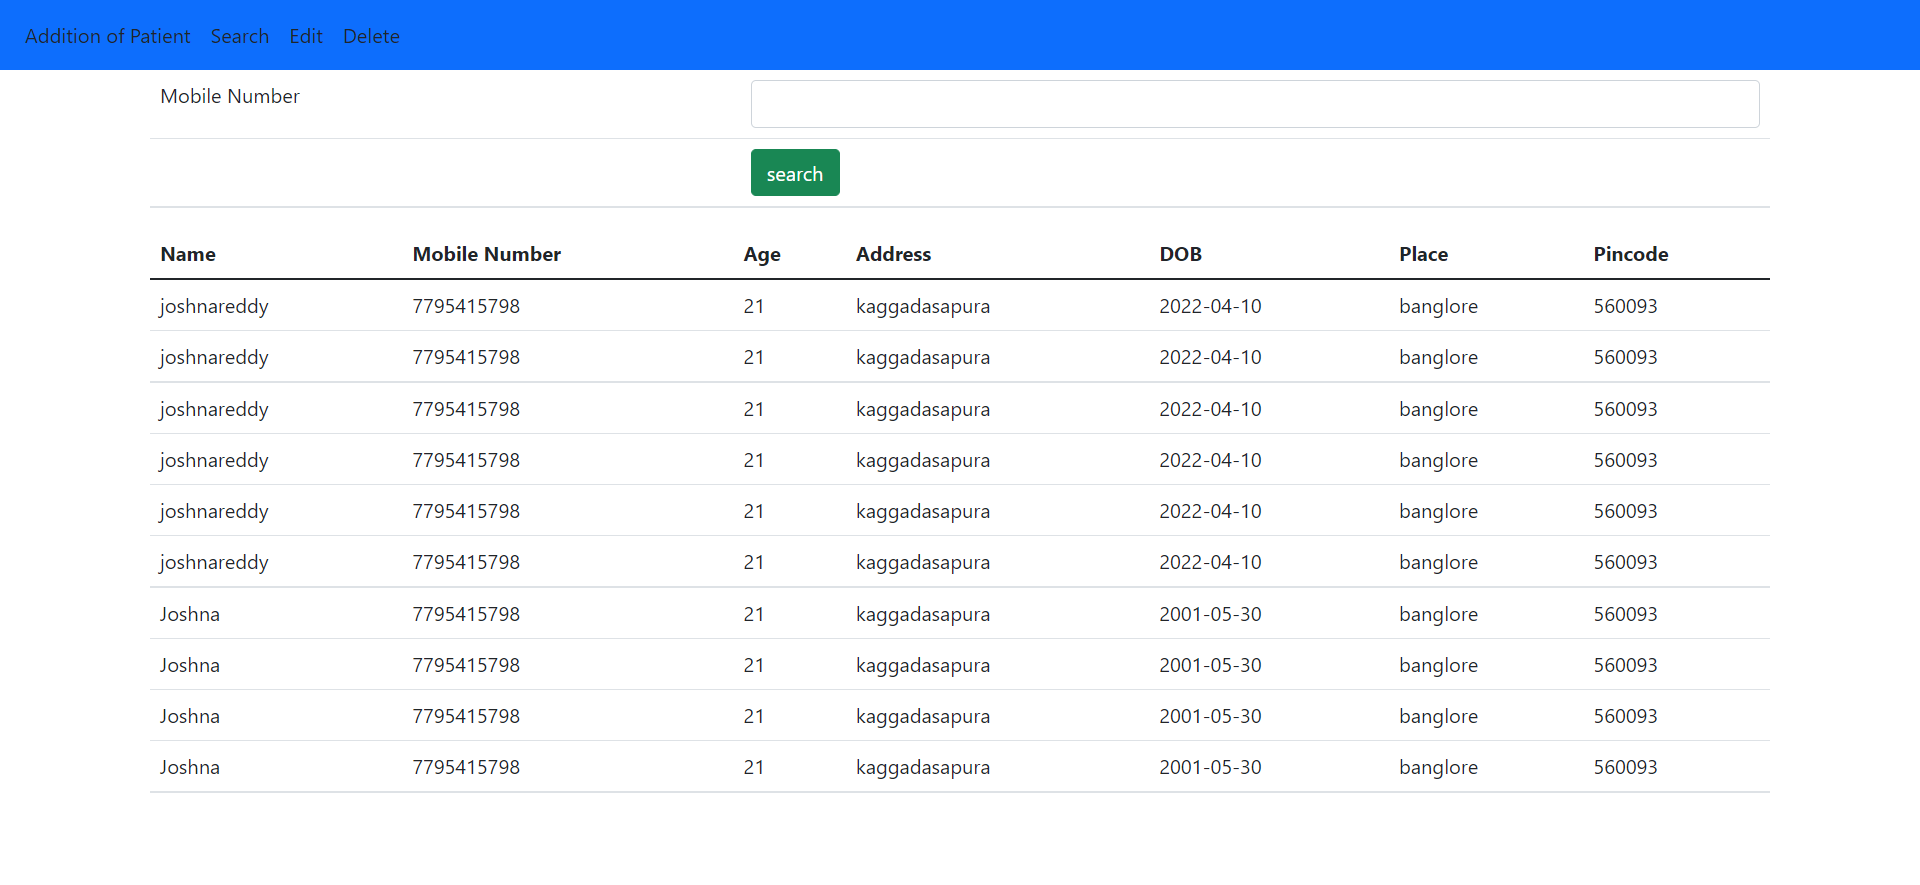 Addition of Patient Search Edit Delete
Mobile Number
search
Name Mobile Number Age Address DOB Place Pincode
joshnareddy 7795415798 21 kaggadasapura 2022-04-10 banglore 560093
joshnareddy 7795415798 21 kaggadasapura 2022-04-10 banglore 560093
joshnareddy 7795415798 21 kaggadasapura 2022-04-10 banglore 560093
joshnareddy 7795415798 21 kaggadasapura 2022-04-10 banglore 560093
joshnareddy 7795415798 21 kaggadasapura 2022-04-10 banglore 560093
joshnareddy 7795415798 21 kaggadasapura 2022-04-10 banglore 560093
Joshna 7795415798 21 kaggadasapura 2001-05-30 banglore 560093
Joshna 7795415798 21 kaggadasapura 2001-05-30 banglore 560093
Joshna 7795415798 21 kaggadasapura 2001-05-30 banglore 560093
Joshna 7795415798 21 kaggadasapura 2001-05-30 banglore 560093